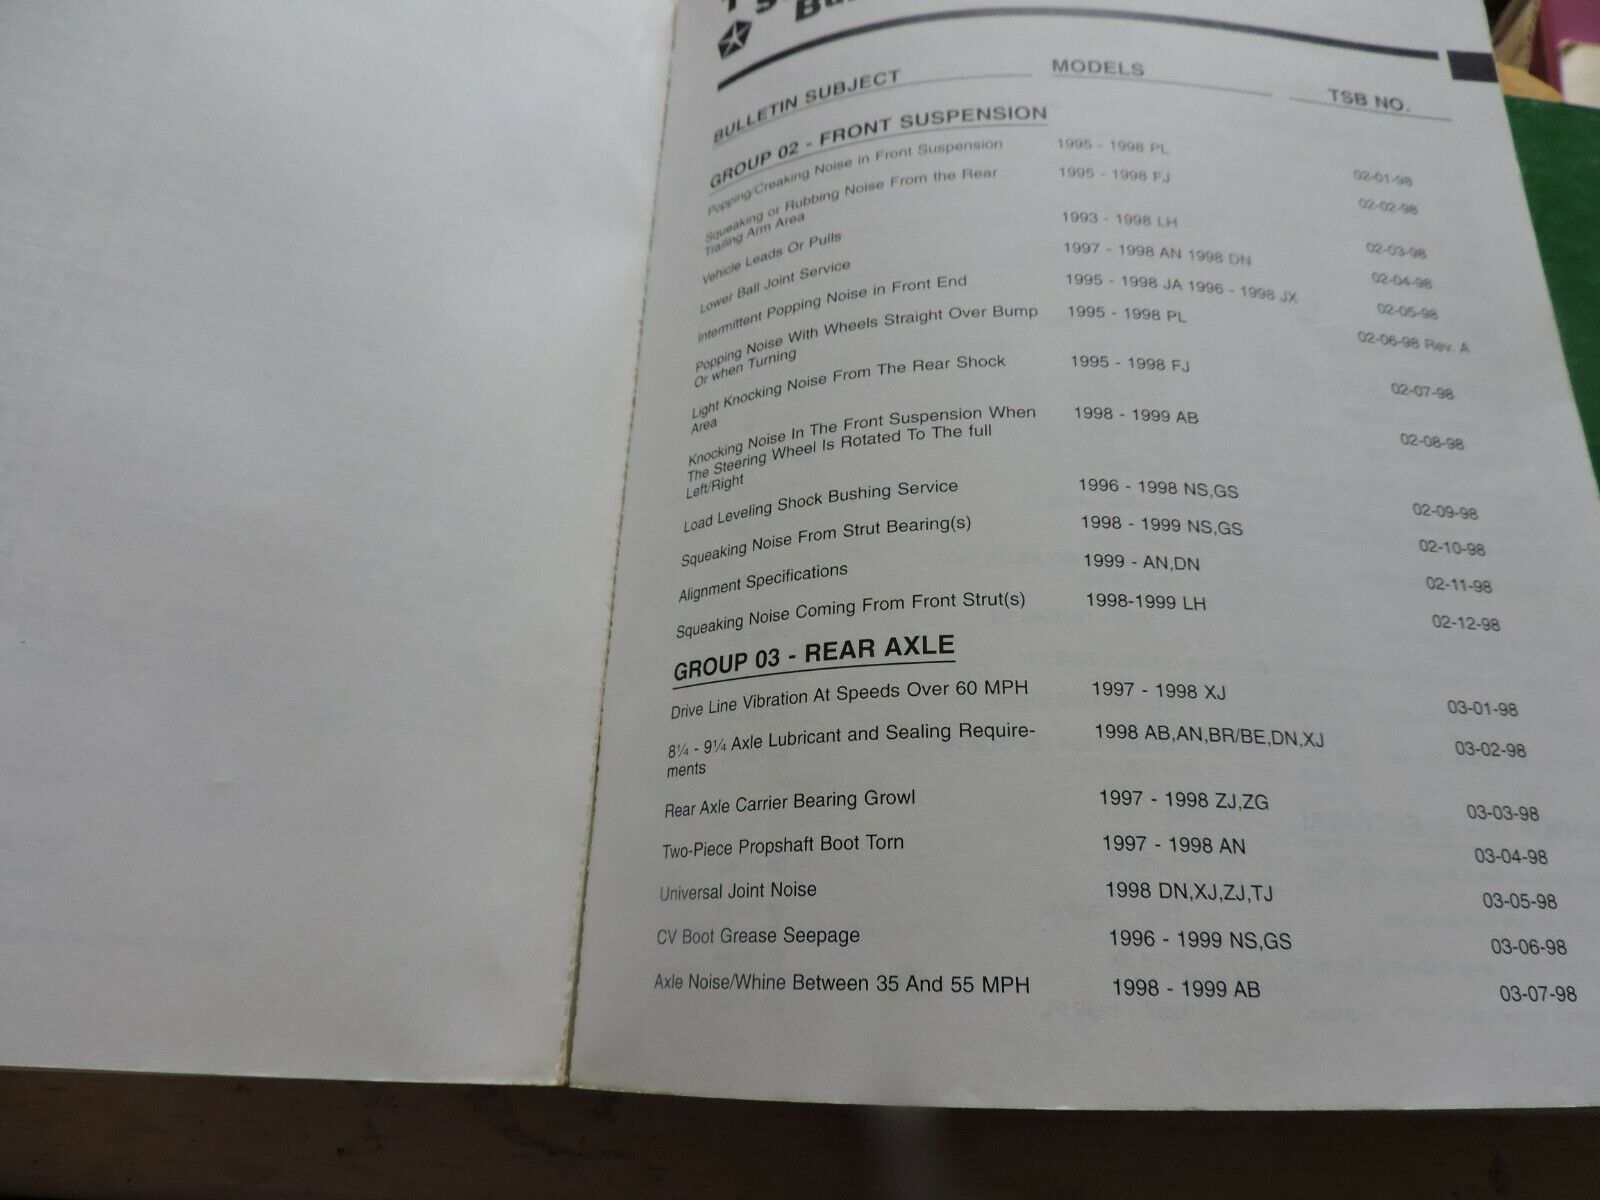 BULLETIN SUBJECT MODELS TSB NO.
GROUP 02 - FRONT SUSPENSION
Popping/Creaking Noise in Front Suspension 1995 - 1998 PL 02-01-98
Squeaking or Rubbing Noise From the Rear 1995 - 1998 FJ 02-02-98
Trailing Arm Area
Vehicle Leads Or Pulls 1993 - 1998 LH 02-03-98
Lower Ball Joint Service 1997 - 1998 AN 1998 DN 02-04-98
Intermittent Popping Noise in Front End 1995 - 1998 JA 1996 - 1998 JX 02-05-98
Popping Noise With Wheels Straight Over Bump 1995 - 1998 PL 02-06-98 Rev. A
Or when Turning
Light Knocking Noise From The Rear Shock 1995 - 1998 FJ 02-07-98
Area
Knocking Noise In The Front Suspension When 1998 - 1999 AB 02-08-98
The Steering Wheel Is Rotated To The full
Left/Right
Load Leveling Shock Bushing Service 1996 - 1998 NS,GS 02-09-98
Squeaking Noise From Strut Bearing(s) 1998 - 1999 NS,GS 02-10-98
Alignment Specifications 1999 - AN,DN 02-11-98
Squeaking Noise Coming From Front Strut(s) 1998-1999 LH 02-12-98
GROUP 03 - REAR AXLE
Drive Line Vibration At Speeds Over 60 MPH 1997 - 1998 XJ 03-01-98
8¼ - 9¼ Axle Lubricant and Sealing Require- 1998 AB,AN,BR/BE,DN,XJ 03-02-98
ments
Rear Axle Carrier Bearing Growl 1997 - 1998 ZJ,ZG 03-03-98
Two-Piece Propshaft Boot Torn 1997 - 1998 AN 03-04-98
Universal Joint Noise 1998 DN,XJ,ZJ,TJ 03-05-98
CV Boot Grease Seepage 1996 - 1999 NS,GS 03-06-98
Axle Noise/Whine Between 35 And 55 MPH 1998 - 1999 AB 03-07-98